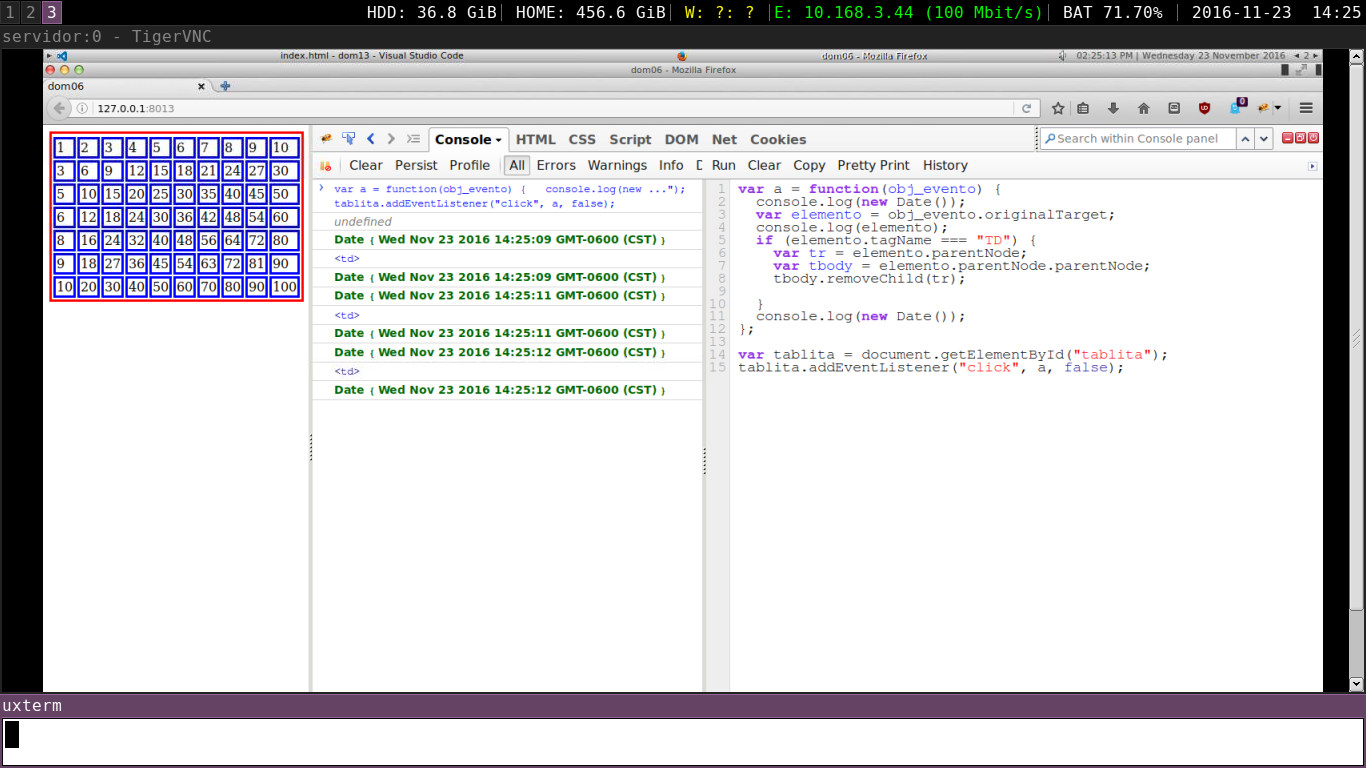 1 2 3 HDD: 36.8 GiB| HOME: 456.6 GiB| W: ?: ? |E: 10.168.3.44 (100 Mbit/s)| BAT 71.70% | 2016-11-23 14:25
servidor:0 - TigerVNC
index.html - dom13 - Visual Studio Code dom06 - Mozilla Firefox 02:25:13 PM | Wednesday 23 November 2016 2
dom06 - Mozilla Firefox
dom06
127.0.0.1:8013 0
Console HTML CSS Script DOM Net Cookies Search within Console panel
Clear Persist Profile All Errors Warnings Info D Run Clear Copy Pretty Print History
1 2 3 4 5 6 7 8 9 10
3 6 9 12 15 18 21 24 27 30
5 10 15 20 25 30 35 40 45 50
6 12 18 24 30 36 42 48 54 60
8 16 24 32 40 48 56 64 72 80
9 18 27 36 45 54 63 72 81 90
10 20 30 40 50 60 70 80 90 100
var a = function(obj_evento) { console.log(new ...");
tablita.addEventListener("click", a, false);
undefined
Date { Wed Nov 23 2016 14:25:09 GMT-0600 (CST) }
<td>
Date { Wed Nov 23 2016 14:25:09 GMT-0600 (CST) }
Date { Wed Nov 23 2016 14:25:11 GMT-0600 (CST) }
<td>
Date { Wed Nov 23 2016 14:25:11 GMT-0600 (CST) }
Date { Wed Nov 23 2016 14:25:12 GMT-0600 (CST) }
<td>
Date { Wed Nov 23 2016 14:25:12 GMT-0600 (CST) }
1 var a = function(obj_evento) {
2 console.log(new Date());
3 var elemento = obj_evento.originalTarget;
4 console.log(elemento);
5 if (elemento.tagName === "TD") {
6 var tr = elemento.parentNode;
7 var tbody = elemento.parentNode.parentNode;
8 tbody.removeChild(tr);
9
10 }
11 console.log(new Date());
12 };
13
14 var tablita = document.getElementById("tablita");
15 tablita.addEventListener("click", a, false);
uxterm